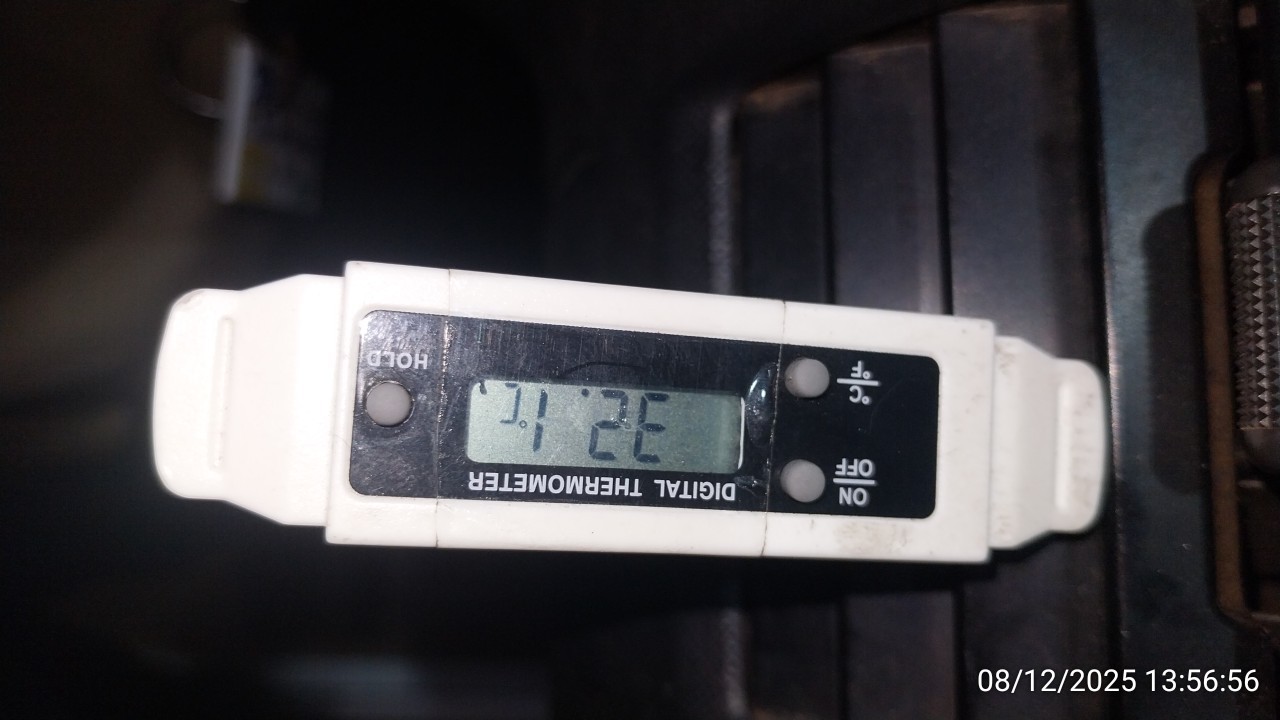 DIGITAL THERMOMETER
ON
OFF
32.1°C
°C
°F
HOLD
08/12/2025 13:56:56